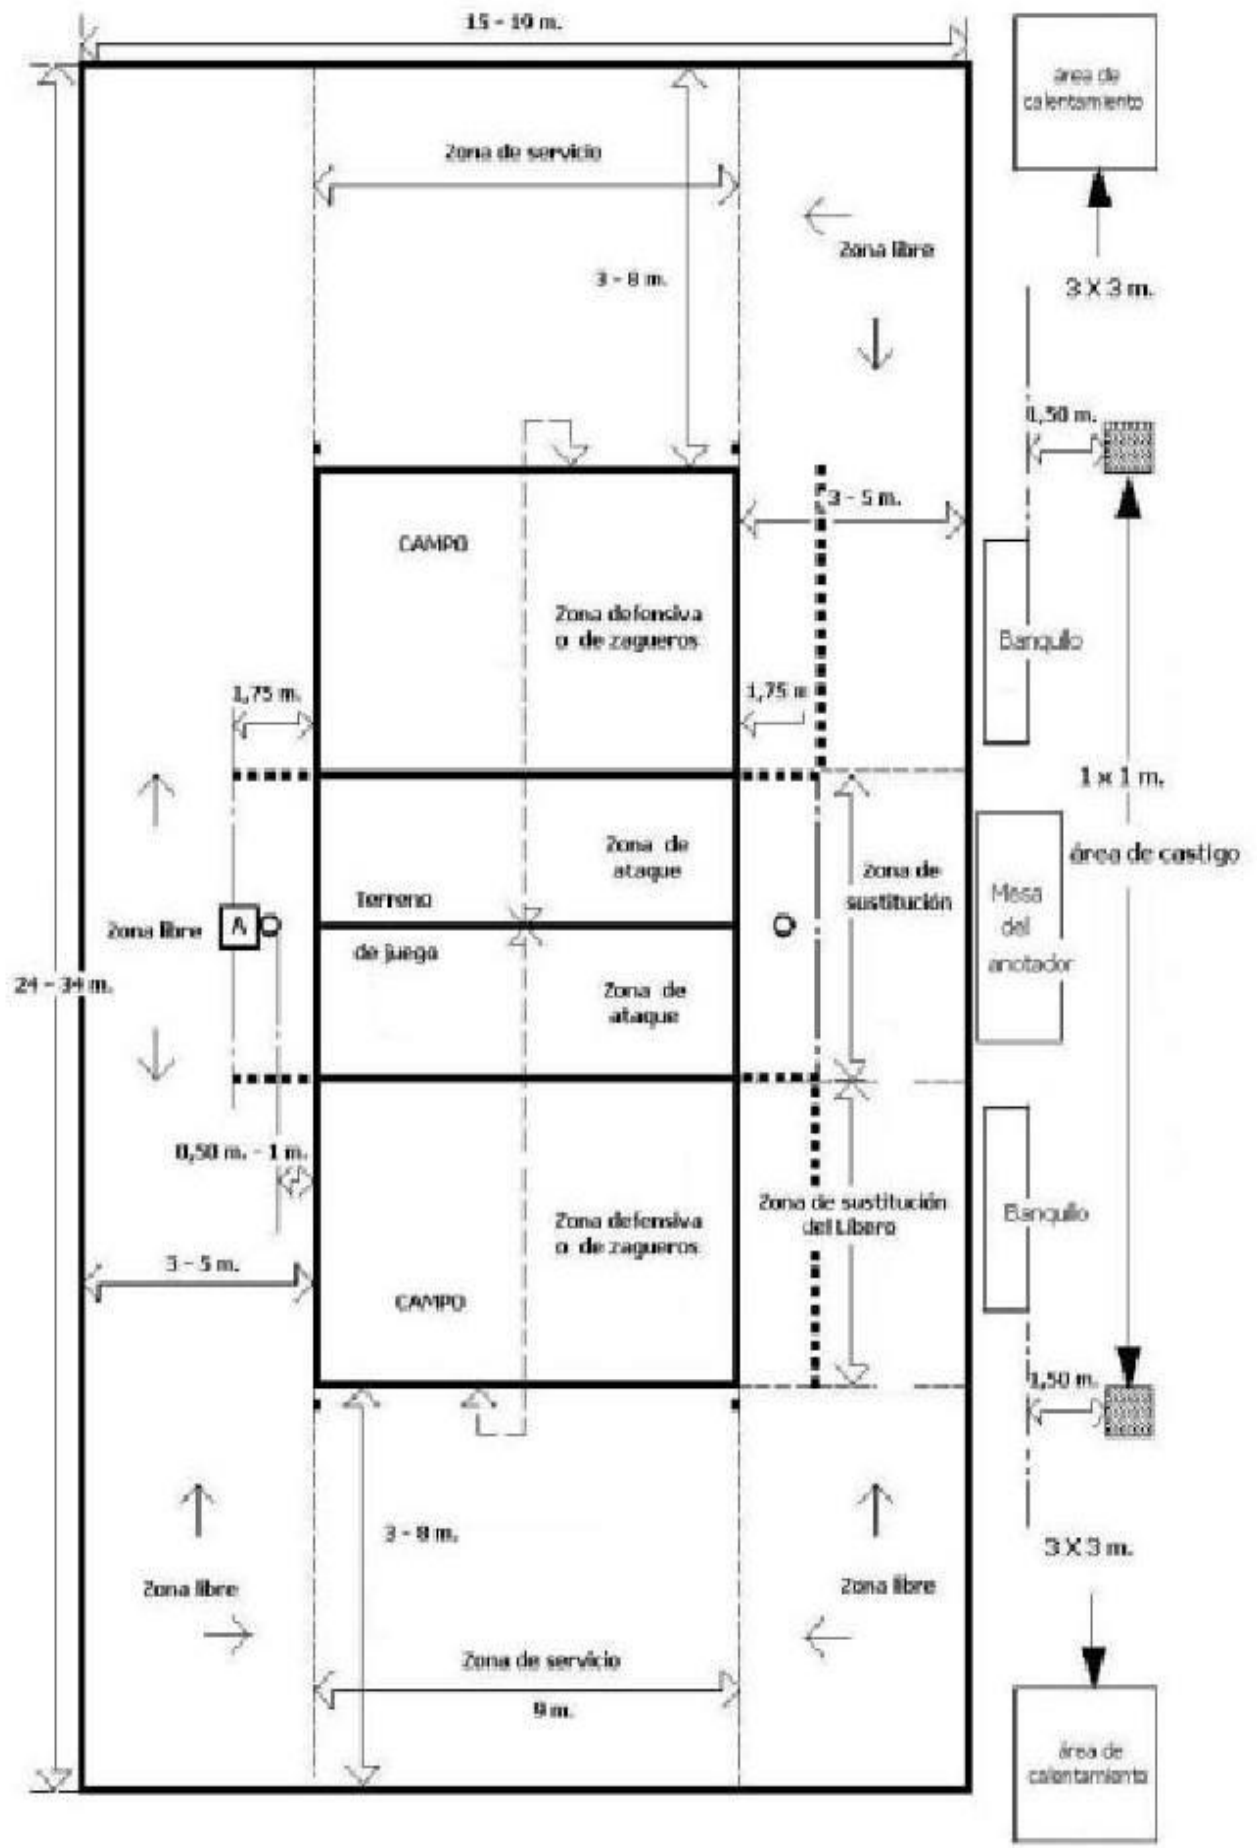 15 - 19 m.
área de
calentamiento
Zona de servicio
Zona libre
3 - 8 m.
3 X 3 m.
1,50 m.
3 - 5 m.
CAMPO
Zona defensiva
o de zagueros
Banquillo
1,75 m.
1,75 m
1 x 1 m.
Zona de
ataque
área de castigo
Zona de
sustitución
Terreno
Mesa
del
anotador
Zona libre
A
de juego
24 - 34 m.
Zona de
ataque
0,50 m. - 1 m.
Zona de sustitución
del Líbero
Zona defensiva
o de zagueros
Banquillo
3 - 5 m.
CAMPO
1,50 m.
3 - 8 m.
3 X 3 m.
Zona libre
Zona libre
Zona de servicio
9 m.
área de
calentamiento